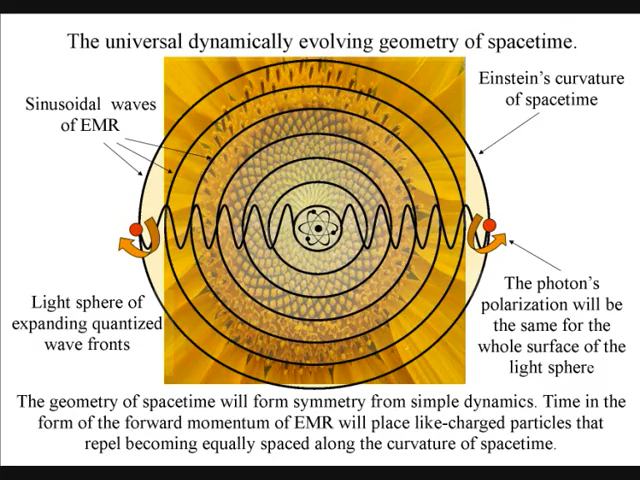 The universal dynamically evolving geometry of spacetime.
Sinusoidal waves
of EMR
Einstein's curvature
of spacetime
Light sphere of
expanding quantized
wave fronts
The photon's
polarization will be
the same for the
whole surface of the
light sphere
The geometry of spacetime will form symmetry from simple dynamics. Time in the
form of the forward momentum of EMR will place like-charged particles that
repel becoming equally spaced along the curvature of spacetime.